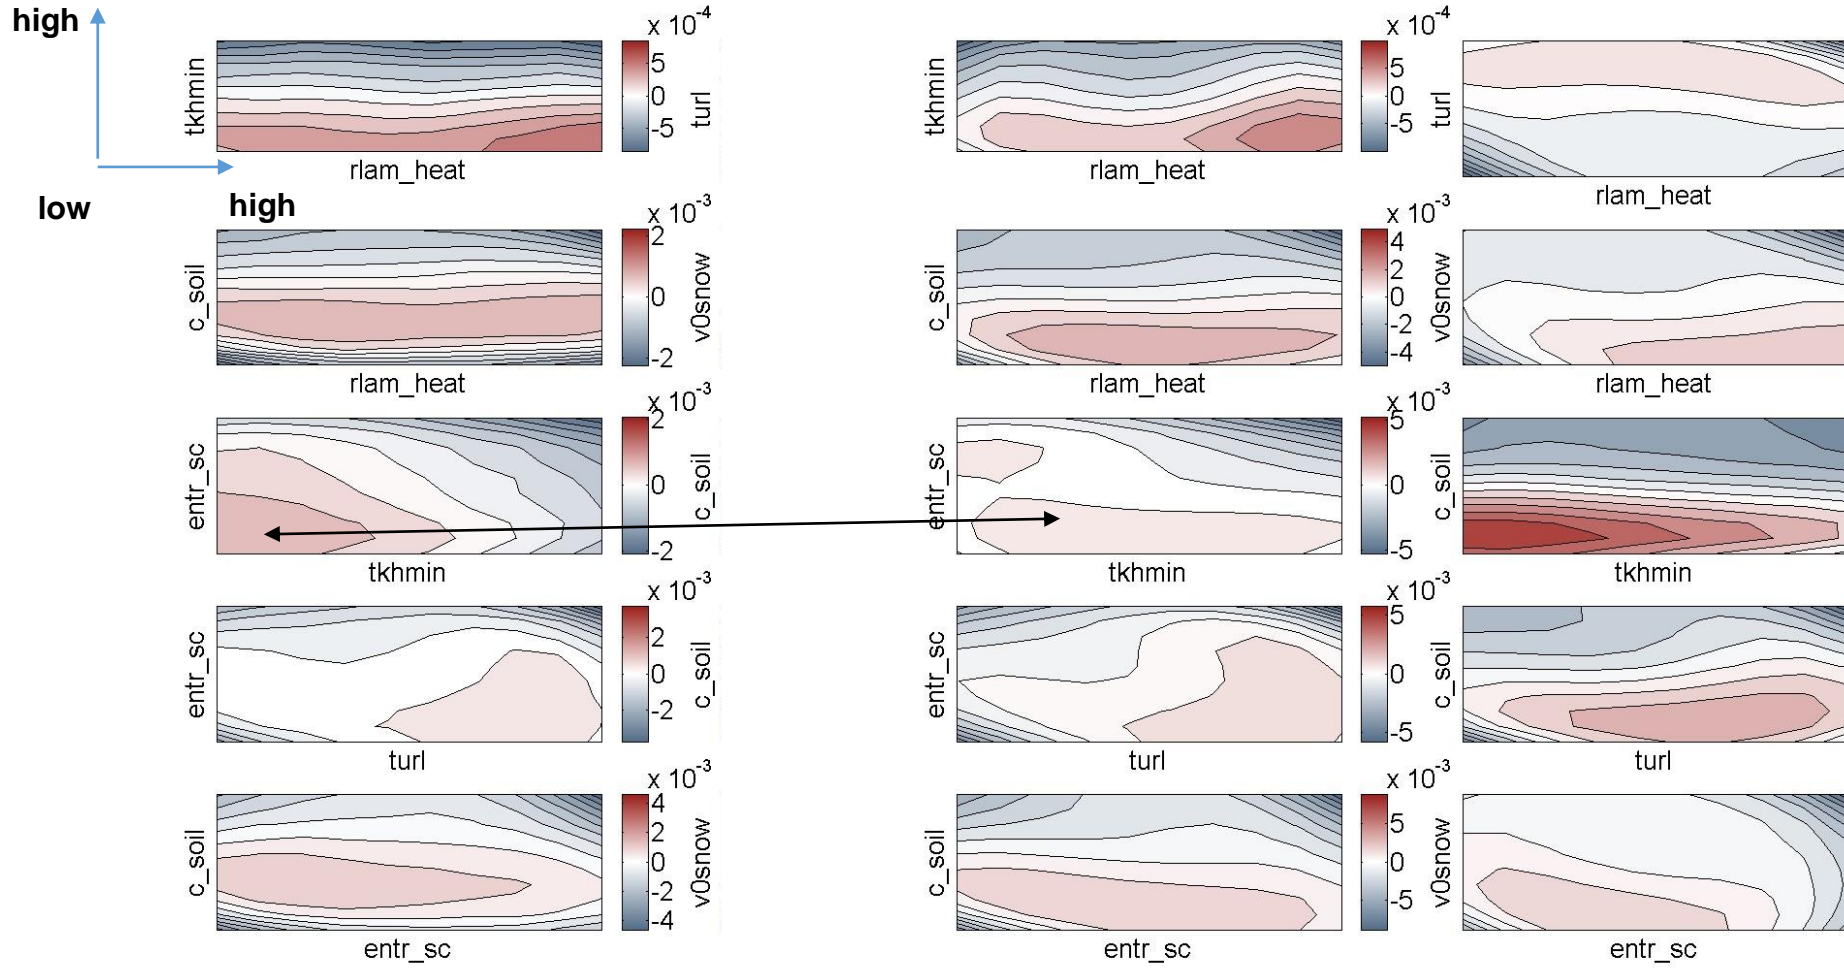 high
x 10-4
5
0
-5
tkhmin
rlam_heat
turl
x 10-4
5
0
-5
tkhmin
rlam_heat
turl
rlam_heat
low
high
x 10-3
2
0
-2
c_soil
rlam_heat
v0snow
x 10-3
4
2
0
-2
-4
c_soil
rlam_heat
v0snow
rlam_heat
x 10-3
2
0
-2
entr_sc
tkhmin
c_soil
x 10-3
5
0
-5
entr_sc
tkhmin
c_soil
tkhmin
x 10-3
2
0
-2
entr_sc
turl
c_soil
x 10-3
5
0
-5
entr_sc
turl
c_soil
turl
x 10-3
4
2
0
-2
-4
c_soil
entr_sc
v0snow
x 10-3
5
0
-5
c_soil
entr_sc
v0snow
entr_sc